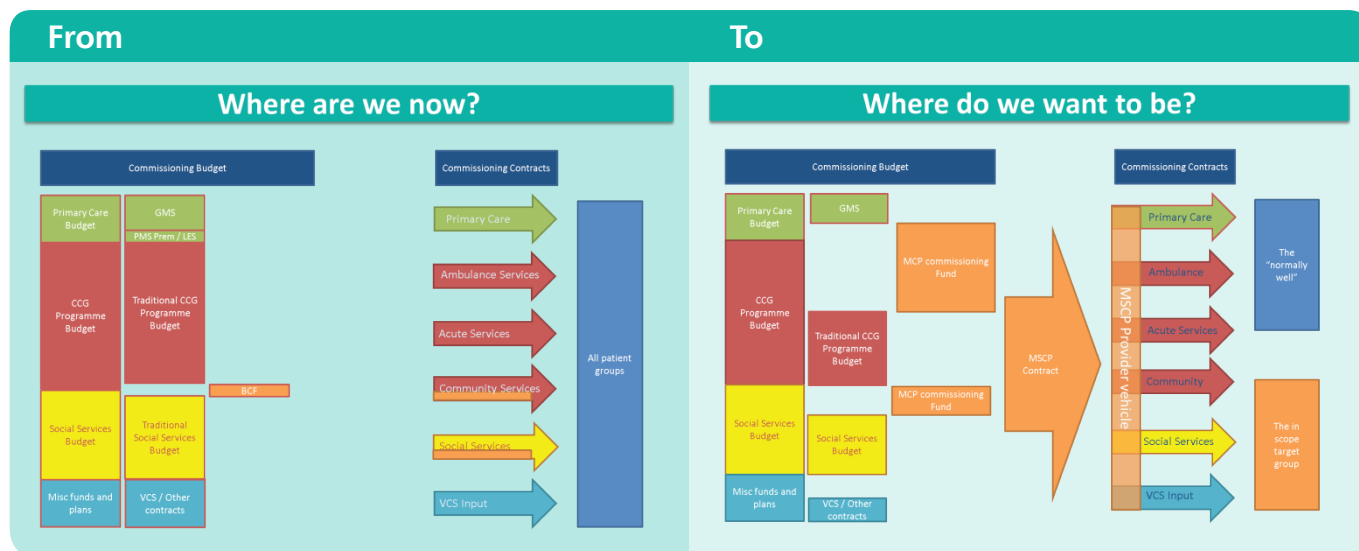 From
To
Where are we now?
Commissioning Budget
Commissioning Contracts
Primary Care
Budget
GMS
PMS Prem / LES
CCG
Programme
Budget
Traditional CCG
Programme
Budget
BCF
Social Services
Budget
Traditional
Social Services
Budget
Misc funds and
plans
VCS / Other
contracts
Primary Care
Ambulance Services
Acute Services
Community Services
Social Services
VCS Input
All patient
groups
Where do we want to be?
Commissioning Budget
Commissioning Contracts
Primary Care
Budget
GMS
MCP commissioning
Fund
CCG
Programme
Budget
Traditional CCG
Programme
Budget
MCP commissioning
Fund
Social Services
Budget
Social Services
Budget
Misc funds and
plans
VCS / Other
contracts
MSCP
Contract
MSCP Provider vehicle
Primary Care
Ambulance
Acute Services
Community
Social Services
VCS Input
The
“normally
well”
The in
scope
target
group